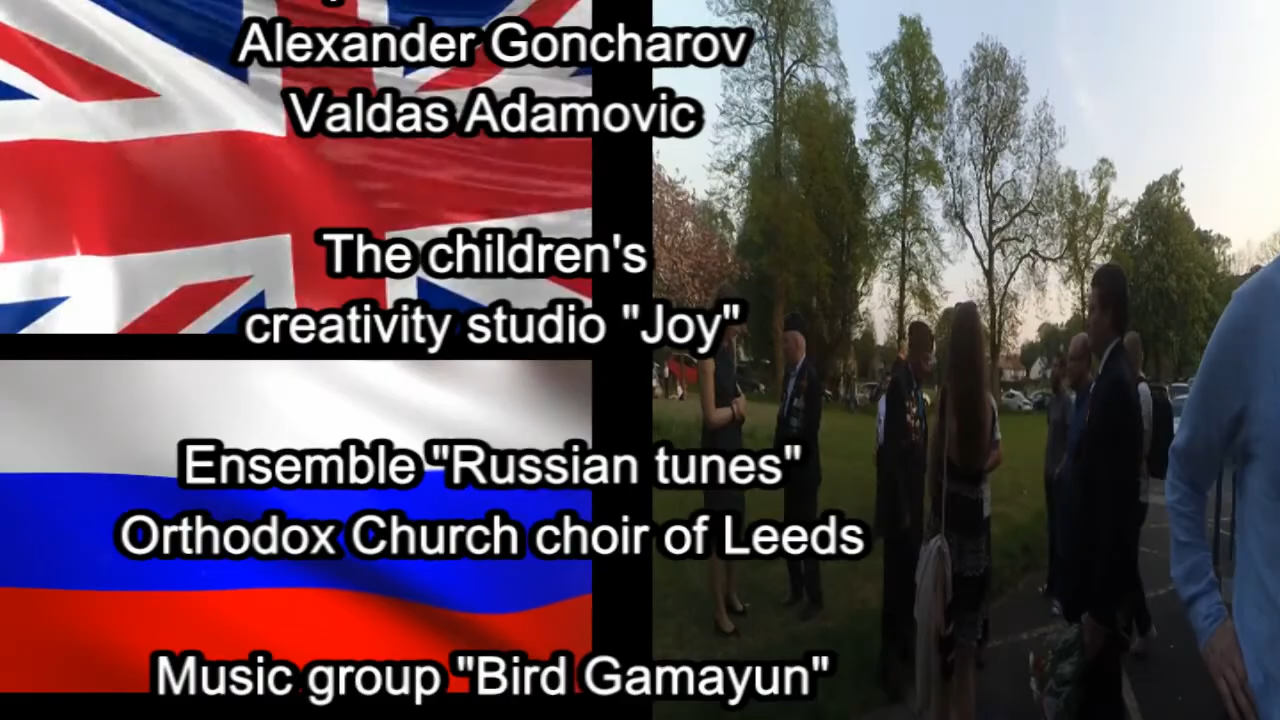 Alexander Goncharov
Valdas Adamovic
The children's
creativity studio "Joy"
Ensemble "Russian tunes"
Orthodox Church choir of Leeds
Music group "Bird Gamayun"